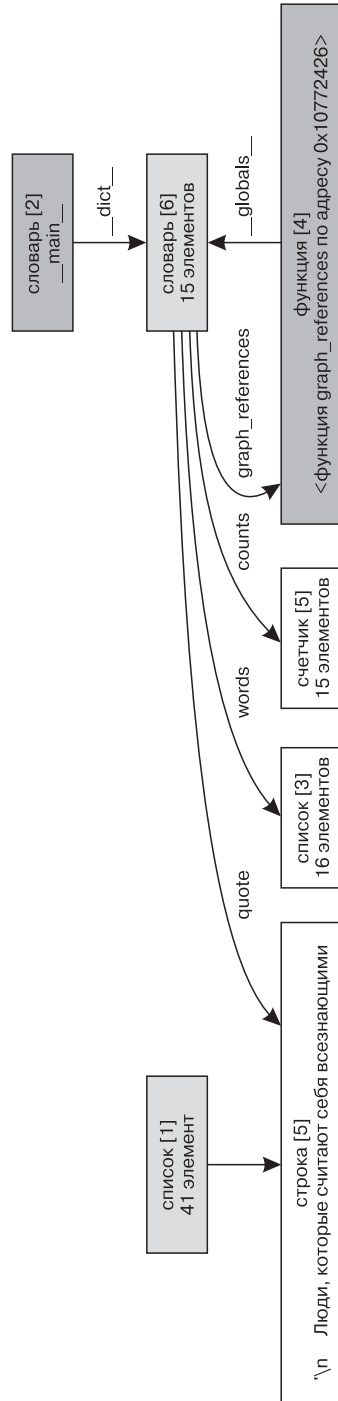 словарь [2]
__main__
__dict__
список [1]
41 элемент
словарь [6]
15 элементов
quote
words
counts
graph_references
__globals__
строка [5]
'\n Люди, которые считают себя всезнающими
список [3]
16 элементов
счетчик [5]
15 элементов
функция [4]
<функция graph_references по адресу 0x10772426>